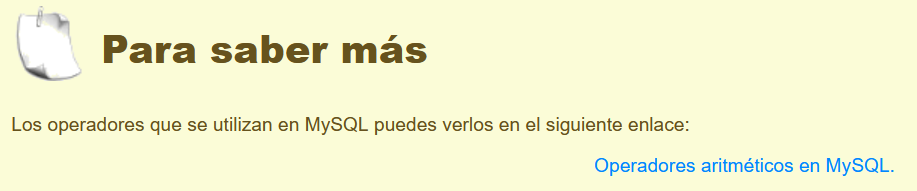 Para saber más
Los operadores que se utilizan en MySQL puedes verlos en el siguiente enlace:
Operadores aritméticos en MySQL.